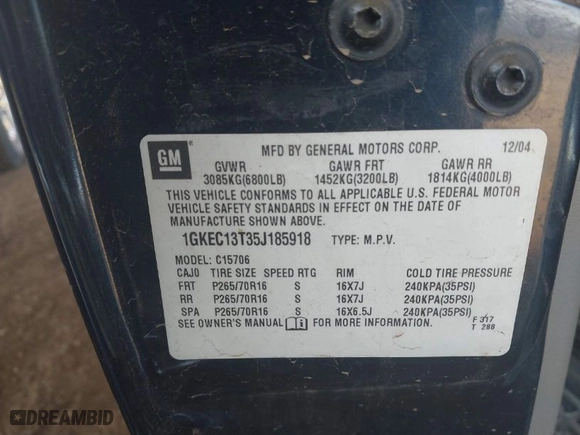 GM
MFD BY GENERAL MOTORS CORP. 12/04
GVWR GAWR FRT GAWR RR
3085KG(6800LB) 1452KG(3200LB) 1814KG(4000LB)
THIS VEHICLE CONFORMS TO ALL APPLICABLE U.S. FEDERAL MOTOR
VEHICLE SAFETY STANDARDS IN EFFECT ON THE DATE OF
MANUFACTURE SHOWN ABOVE.
1GKEC13T35J185918 TYPE: M.P.V.
MODEL: C15706
CAJ0 TIRE SIZE SPEED RTG RIM COLD TIRE PRESSURE
FRT P265/70R16 S 16X7J 240KPA(35PSI)
RR P265/70R16 S 16X7J 240KPA(35PSI)
SPA P265/70R16 S 16X6.5J 240KPA(35PSI)
SEE OWNER'S MANUAL FOR MORE INFORMATION. F 317
T 288
DREAMBID